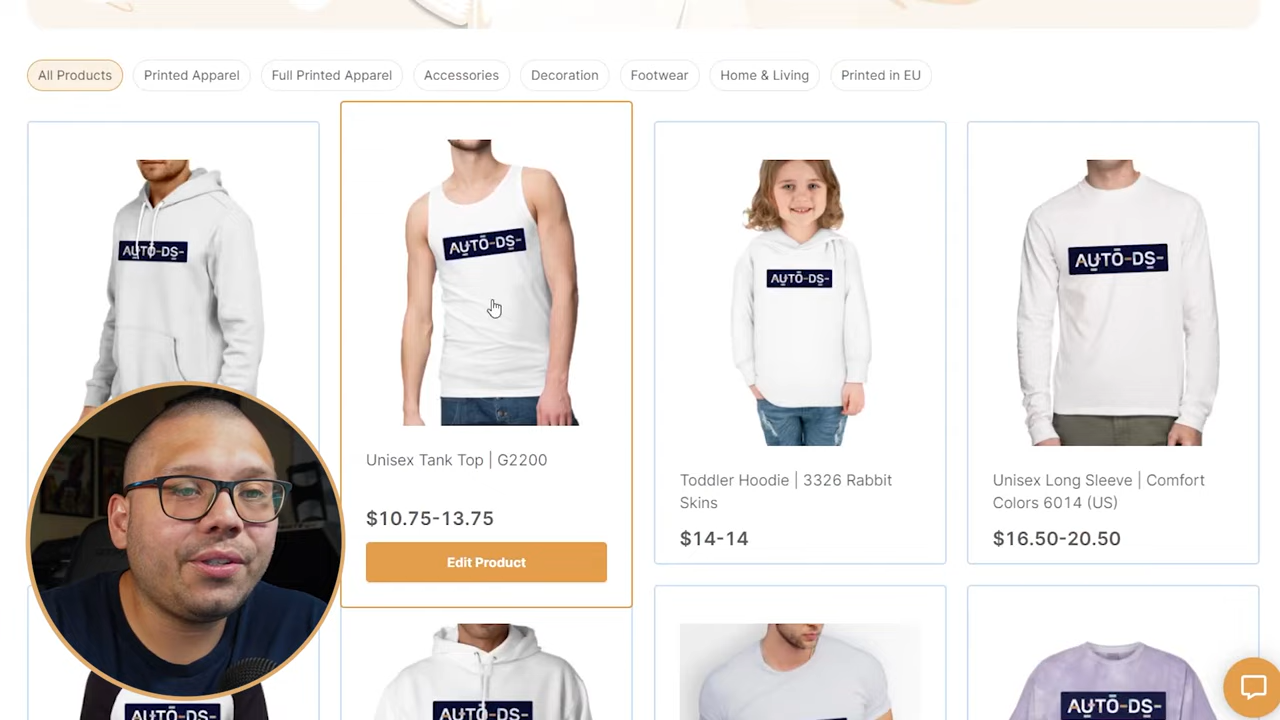 All Products
Printed Apparel
Full Printed Apparel
Accessories
Decoration
Footwear
Home & Living
Printed in EU
AUTO-DS-
AUTO-DS-
AUTO-DS-
AUTO-DS-
Unisex Tank Top | G2200
$10.75-13.75
Edit Product
Toddler Hoodie | 3326 Rabbit
Skins
$14-14
Unisex Long Sleeve | Comfort
Colors 6014 (US)
$16.50-20.50
AUTO-DS-
AUTO-DS-
AUTO-DS-